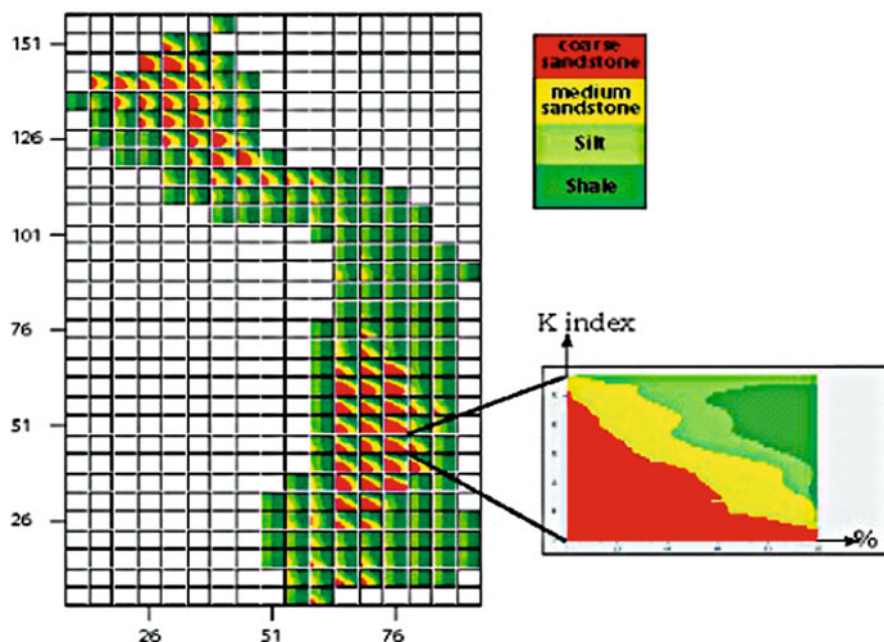 151
126
101
76
51
26
26
51
76
coarse
sandstone
medium
sandstone
Silt
Shale
K index
%